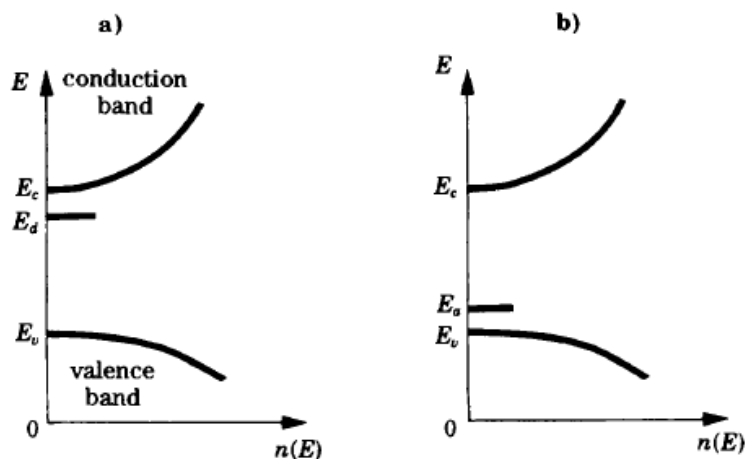 a)
E
conduction
band
E_c
E_d
E_v
valence
band
0
n(E)
b)
E
E_c
E_a
E_v
0
n(E)